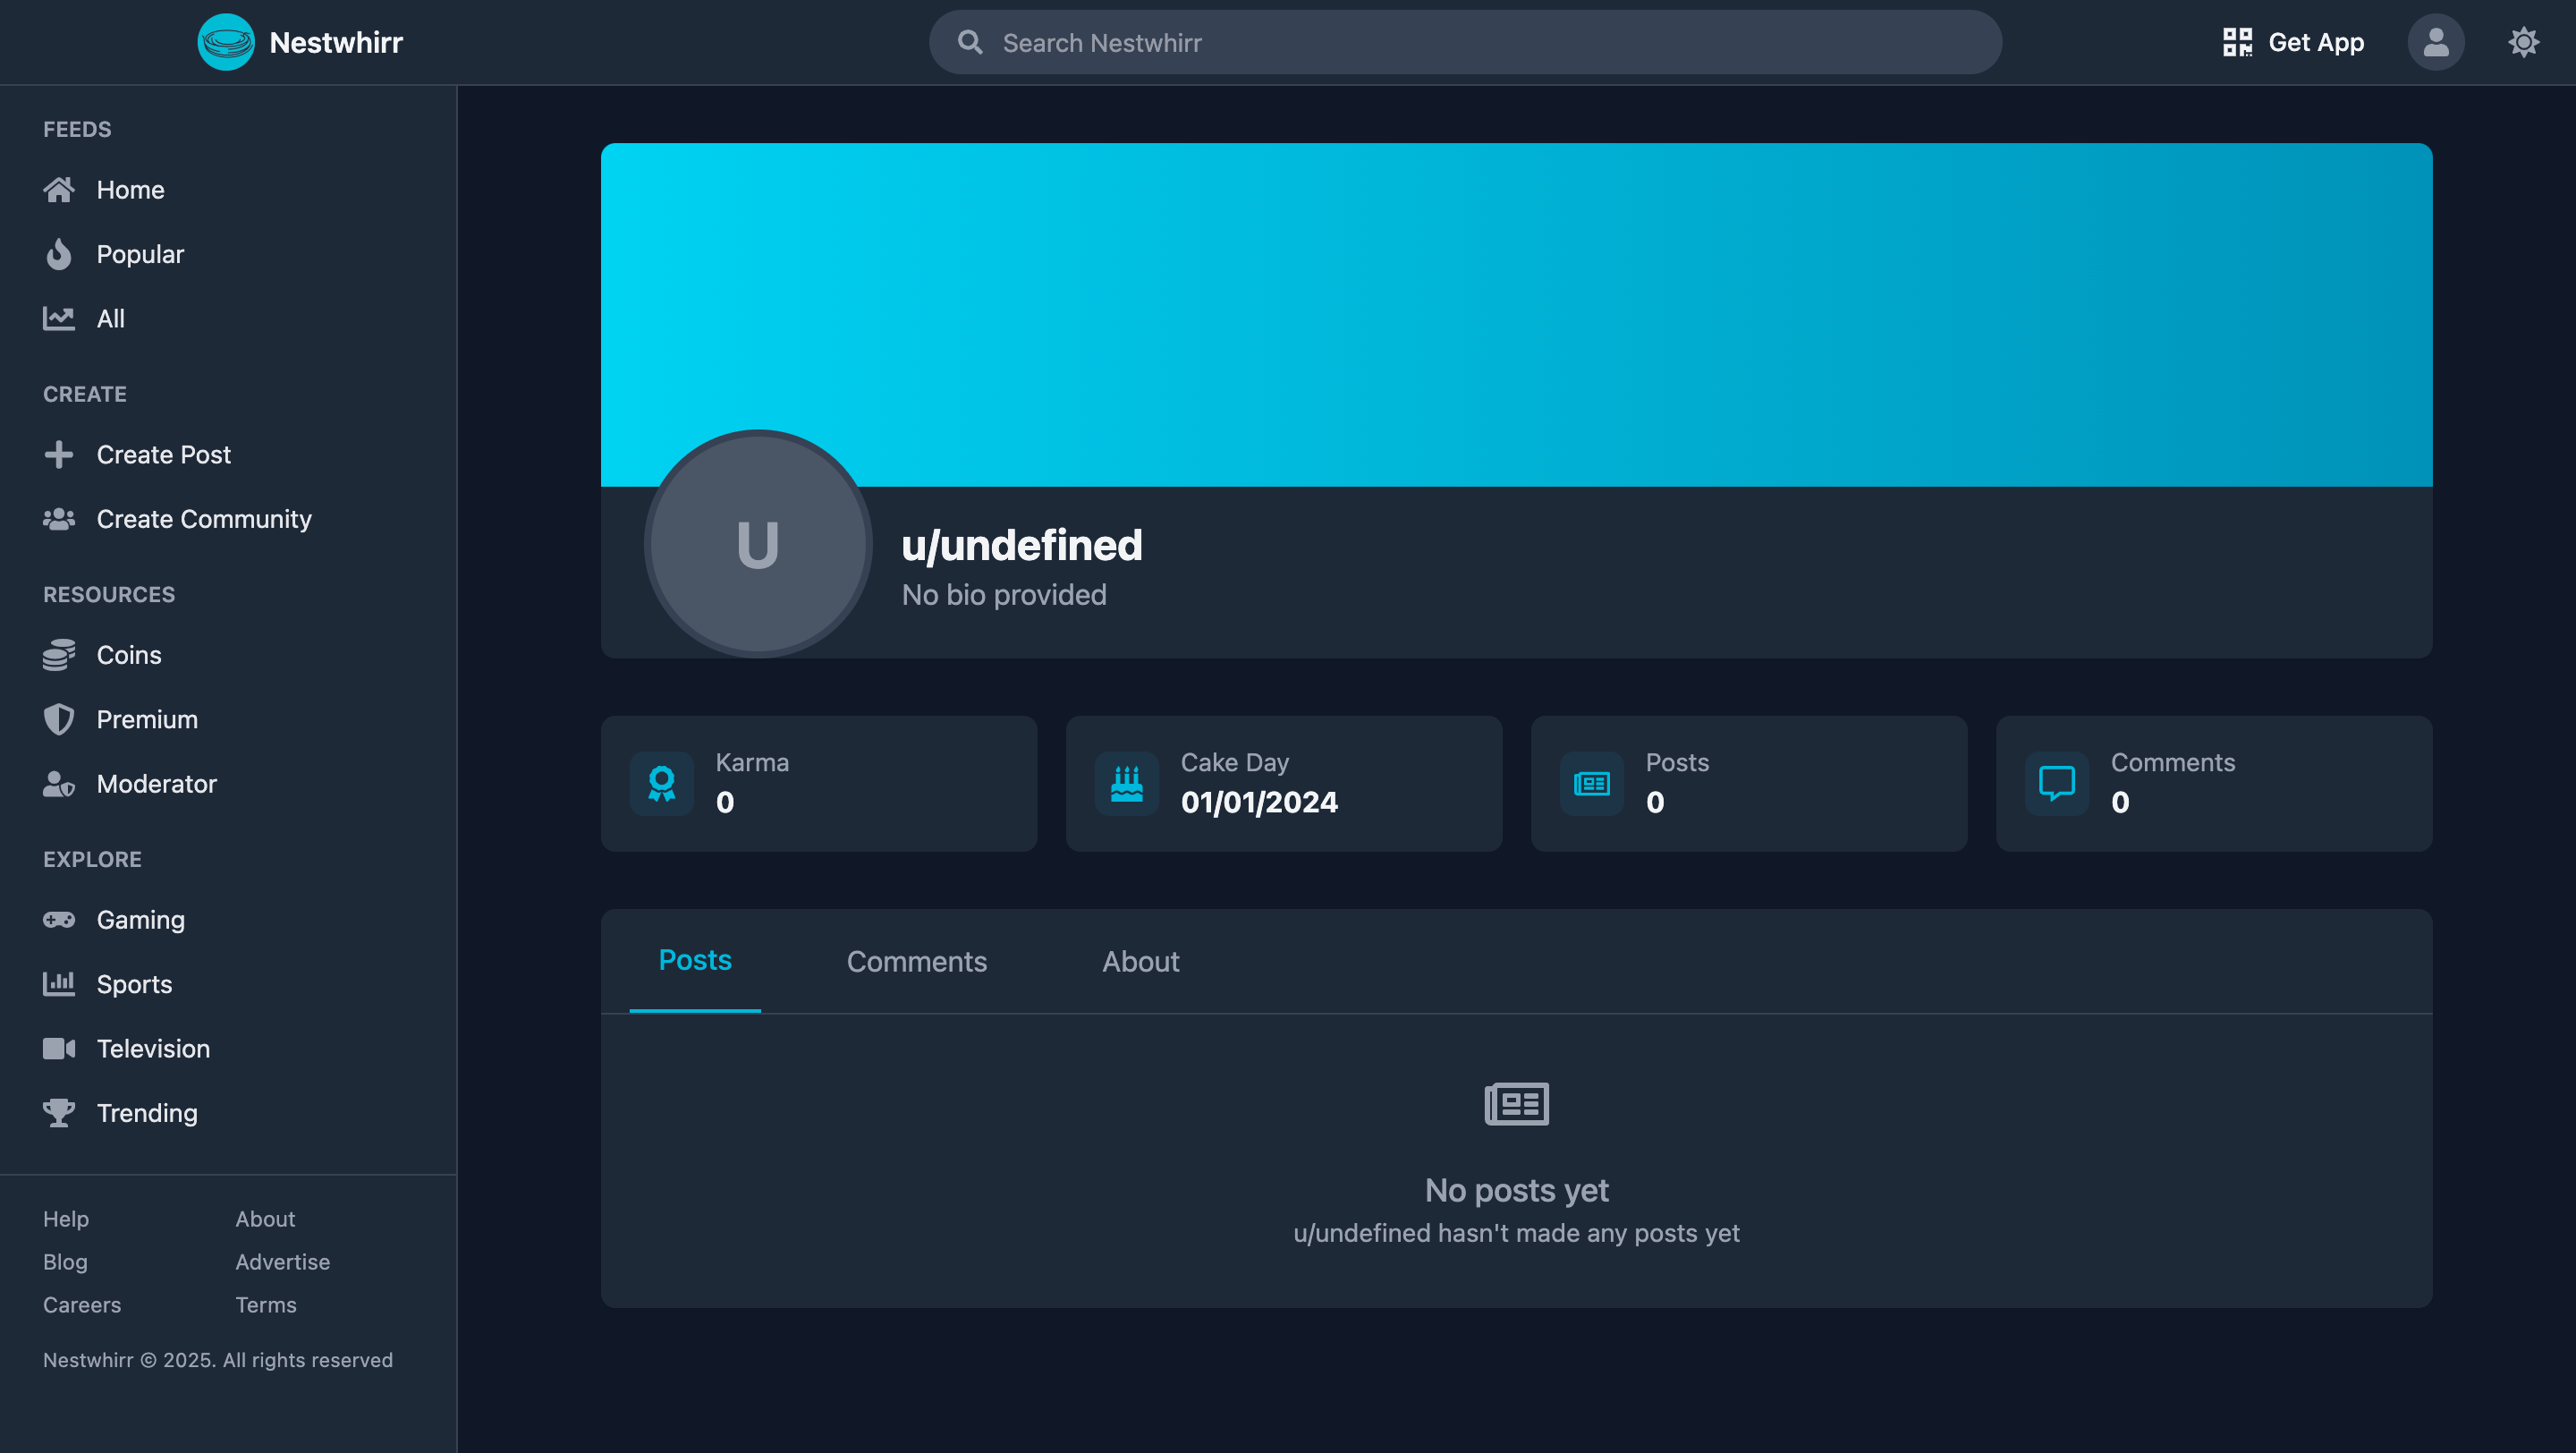 Nestwhirr
Search Nestwhirr
Get App
FEEDS
Home
Popular
All
CREATE
Create Post
Create Community
RESOURCES
Coins
Premium
Moderator
EXPLORE
Gaming
Sports
Television
Trending
Help
About
Blog
Advertise
Careers
Terms
Nestwhirr © 2025. All rights reserved
U
u/undefined
No bio provided
Karma
0
Cake Day
01/01/2024
Posts
0
Comments
0
Posts
Comments
About
No posts yet
u/undefined hasn't made any posts yet